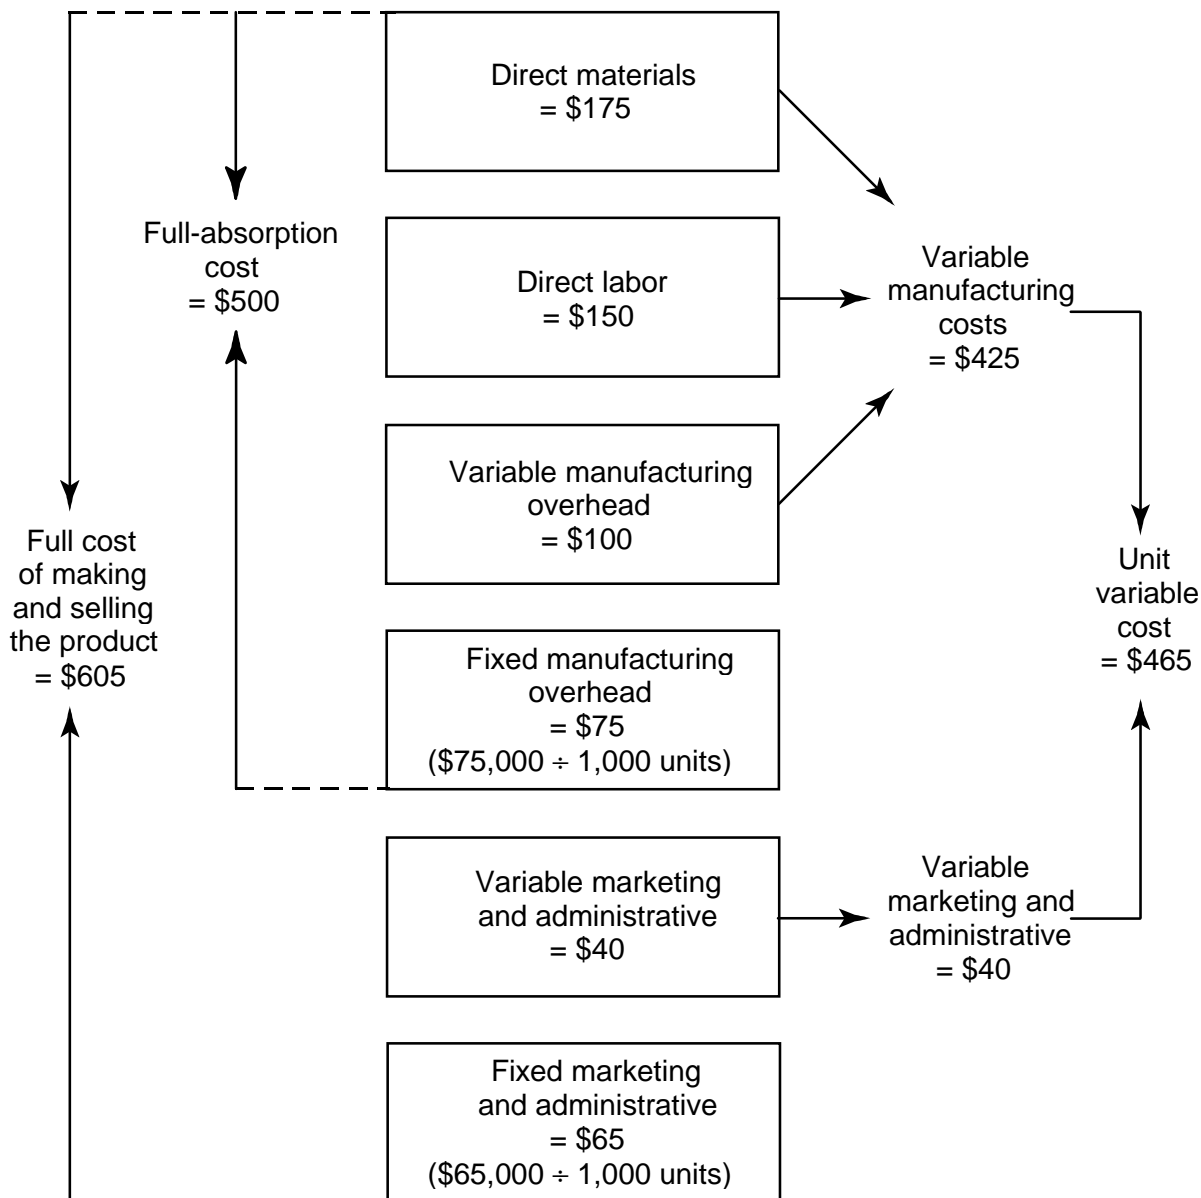 Direct materials
= $175
Full-absorption
cost
= $500
Direct labor
= $150
Variable
manufacturing
costs
= $425
Variable manufacturing
overhead
= $100
Full cost
of making
and selling
the product
= $605
Unit
variable
cost
= $465
Fixed manufacturing
overhead
= $75
($75,000 ÷ 1,000 units)
Variable marketing
and administrative
= $40
Variable
marketing and
administrative
= $40
Fixed marketing
and administrative
= $65
($65,000 ÷ 1,000 units)